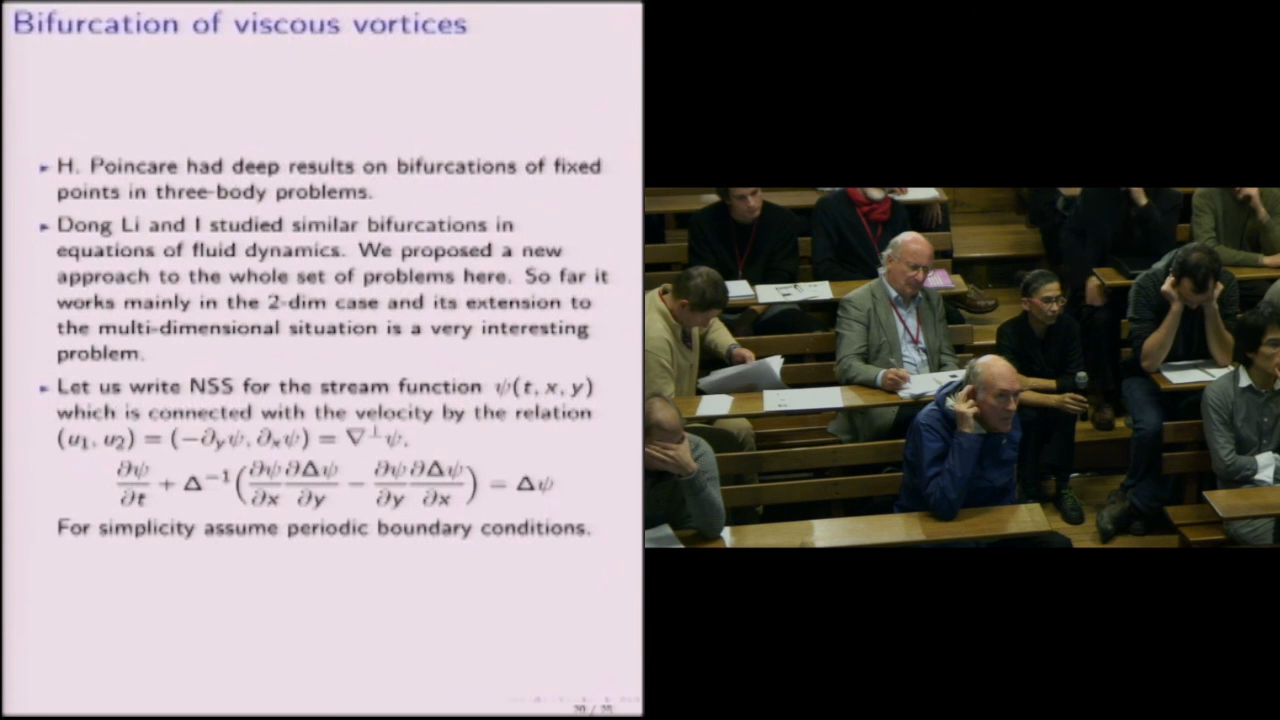 Bifurcation of viscous vortices
▸ H. Poincare had deep results on bifurcations of fixed
points in three-body problems.
▸ Dong Li and I studied similar bifurcations in
equations of fluid dynamics. We proposed a new
approach to the whole set of problems here. So far it
works mainly in the 2-dim case and its extension to
the multi-dimensional situation is a very interesting
problem.
▸ Let us write NSS for the stream function ψ(t, x, y)
which is connected with the velocity by the relation
(u₁, u₂) = (−∂_yψ, ∂_xψ) = ∇^⊥ψ.
∂ψ/∂t + Δ⁻¹(∂ψ/∂x ∂Δψ/∂y − ∂ψ/∂y ∂Δψ/∂x) = Δψ
For simplicity assume periodic boundary conditions.